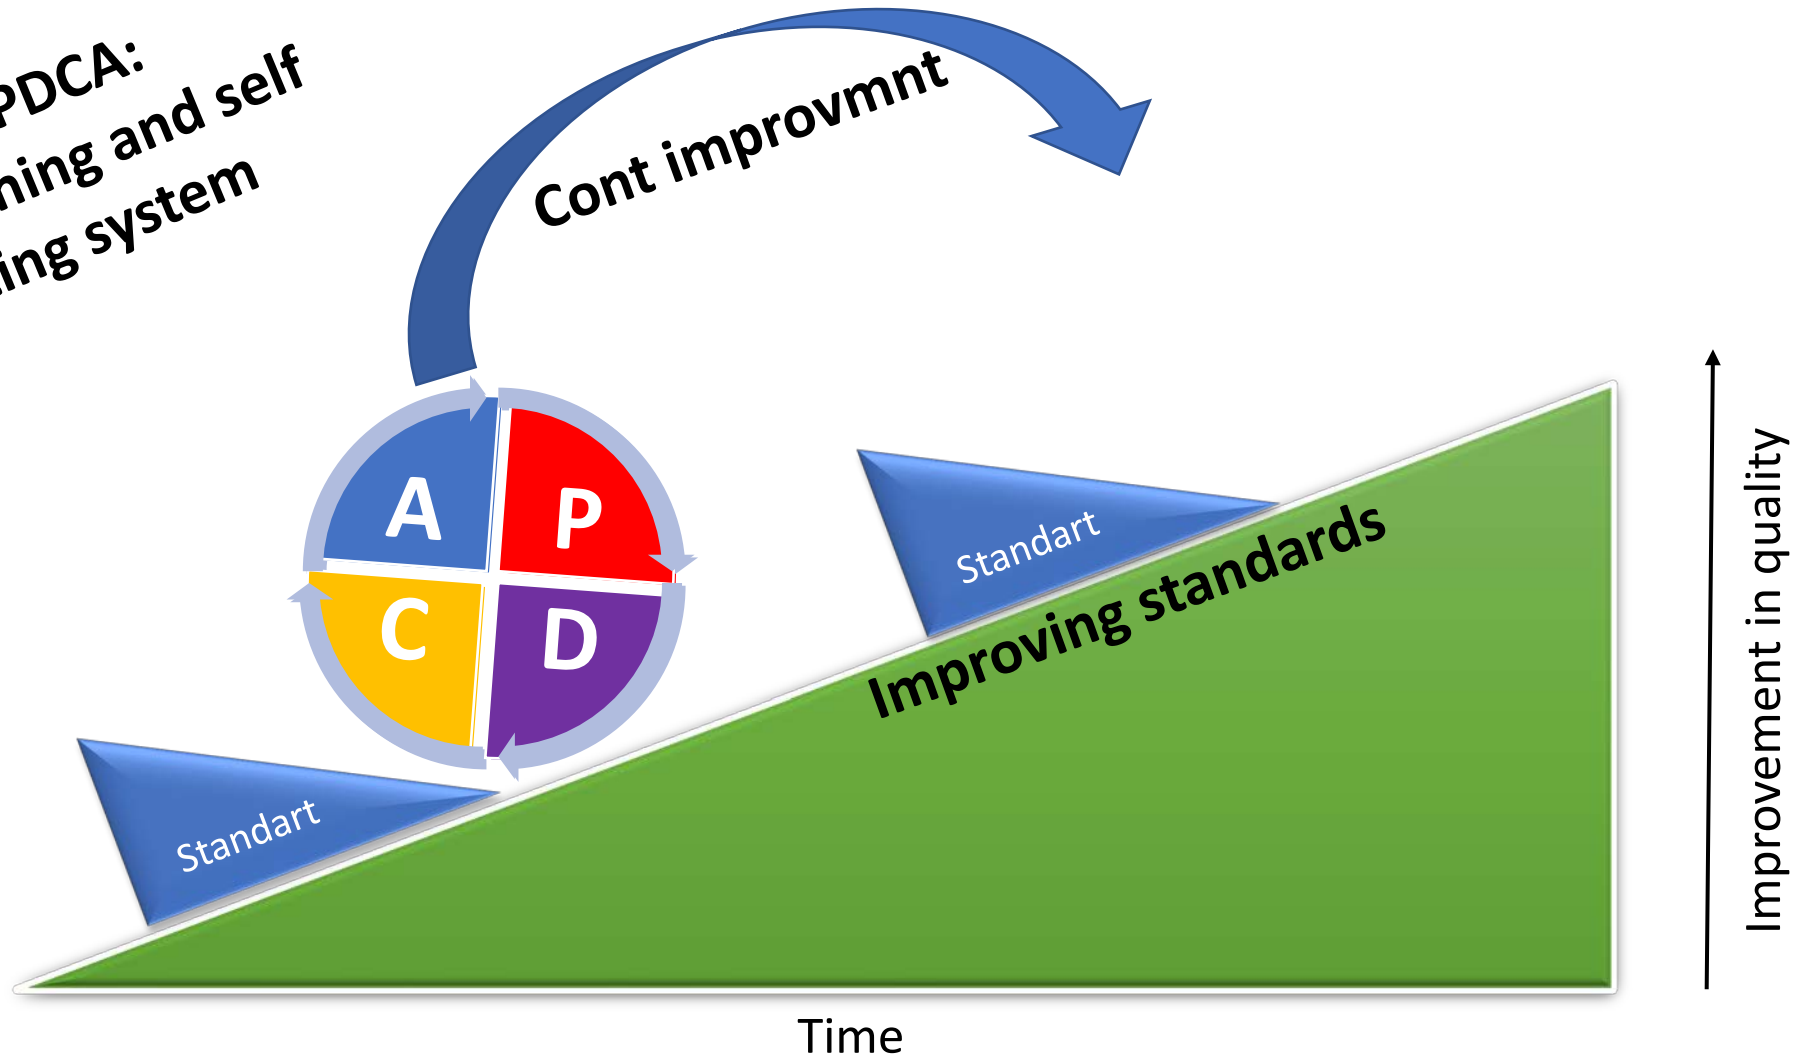 PDCA:
and self
system
Cont improvmnt
A
P
C
D
Standart
Standart
Improving standards
Improvement in quality
Time